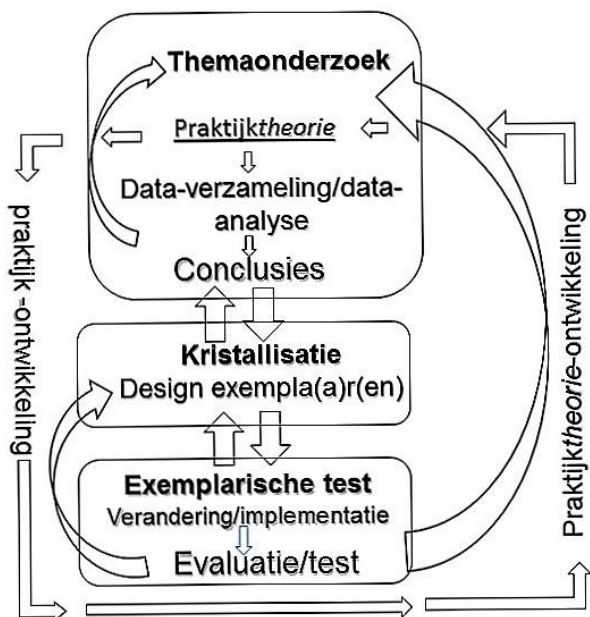 Themaonderzoek
Praktijktheorie
Data-verzameling/data-
analyse
Conclusies
Kristallisatie
Design exempla(a)r(en)
Exemplarische test
Verandering/implementatie
Evaluatie/test
praktijk -ontwikkeling
Praktijktheorie-ontwikkeling